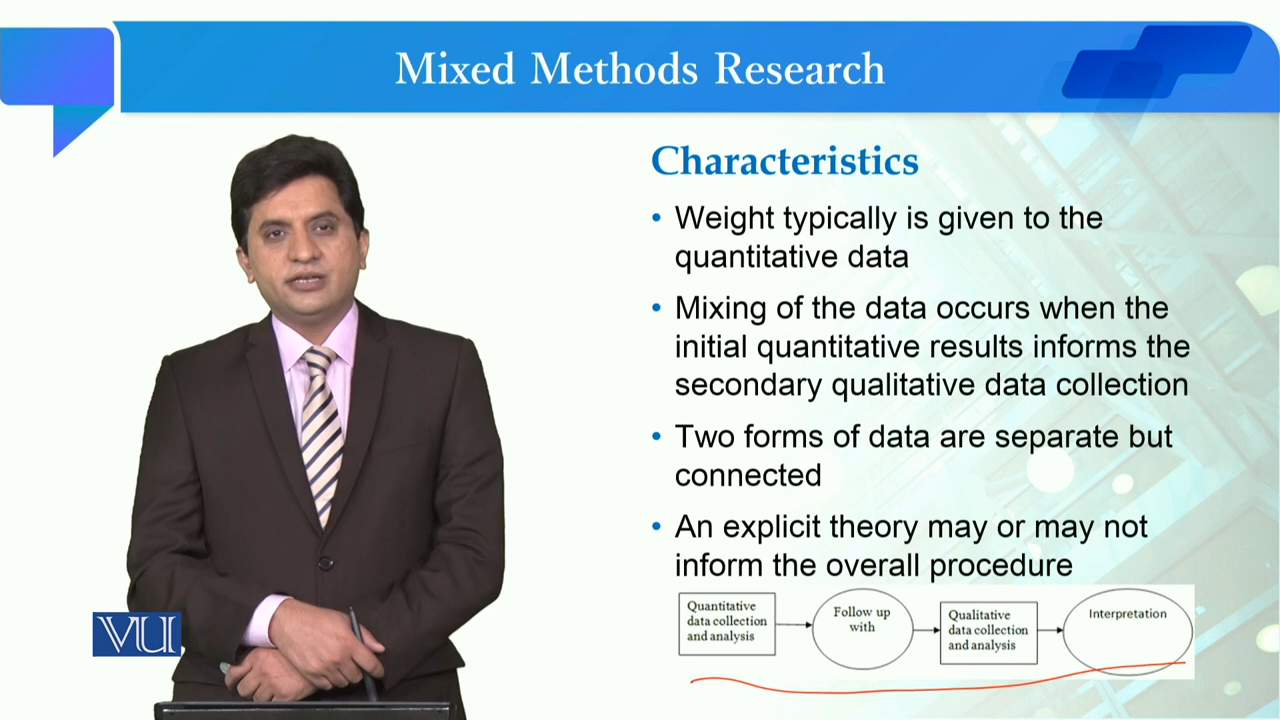 Mixed Methods Research
Characteristics
• Weight typically is given to the
quantitative data
• Mixing of the data occurs when the
initial quantitative results informs the
secondary qualitative data collection
• Two forms of data are separate but
connected
• An explicit theory may or may not
inform the overall procedure
Quantitative
data collection
and analysis
Follow up
with
Qualitative
data collection
and analysis
Interpretation
VU